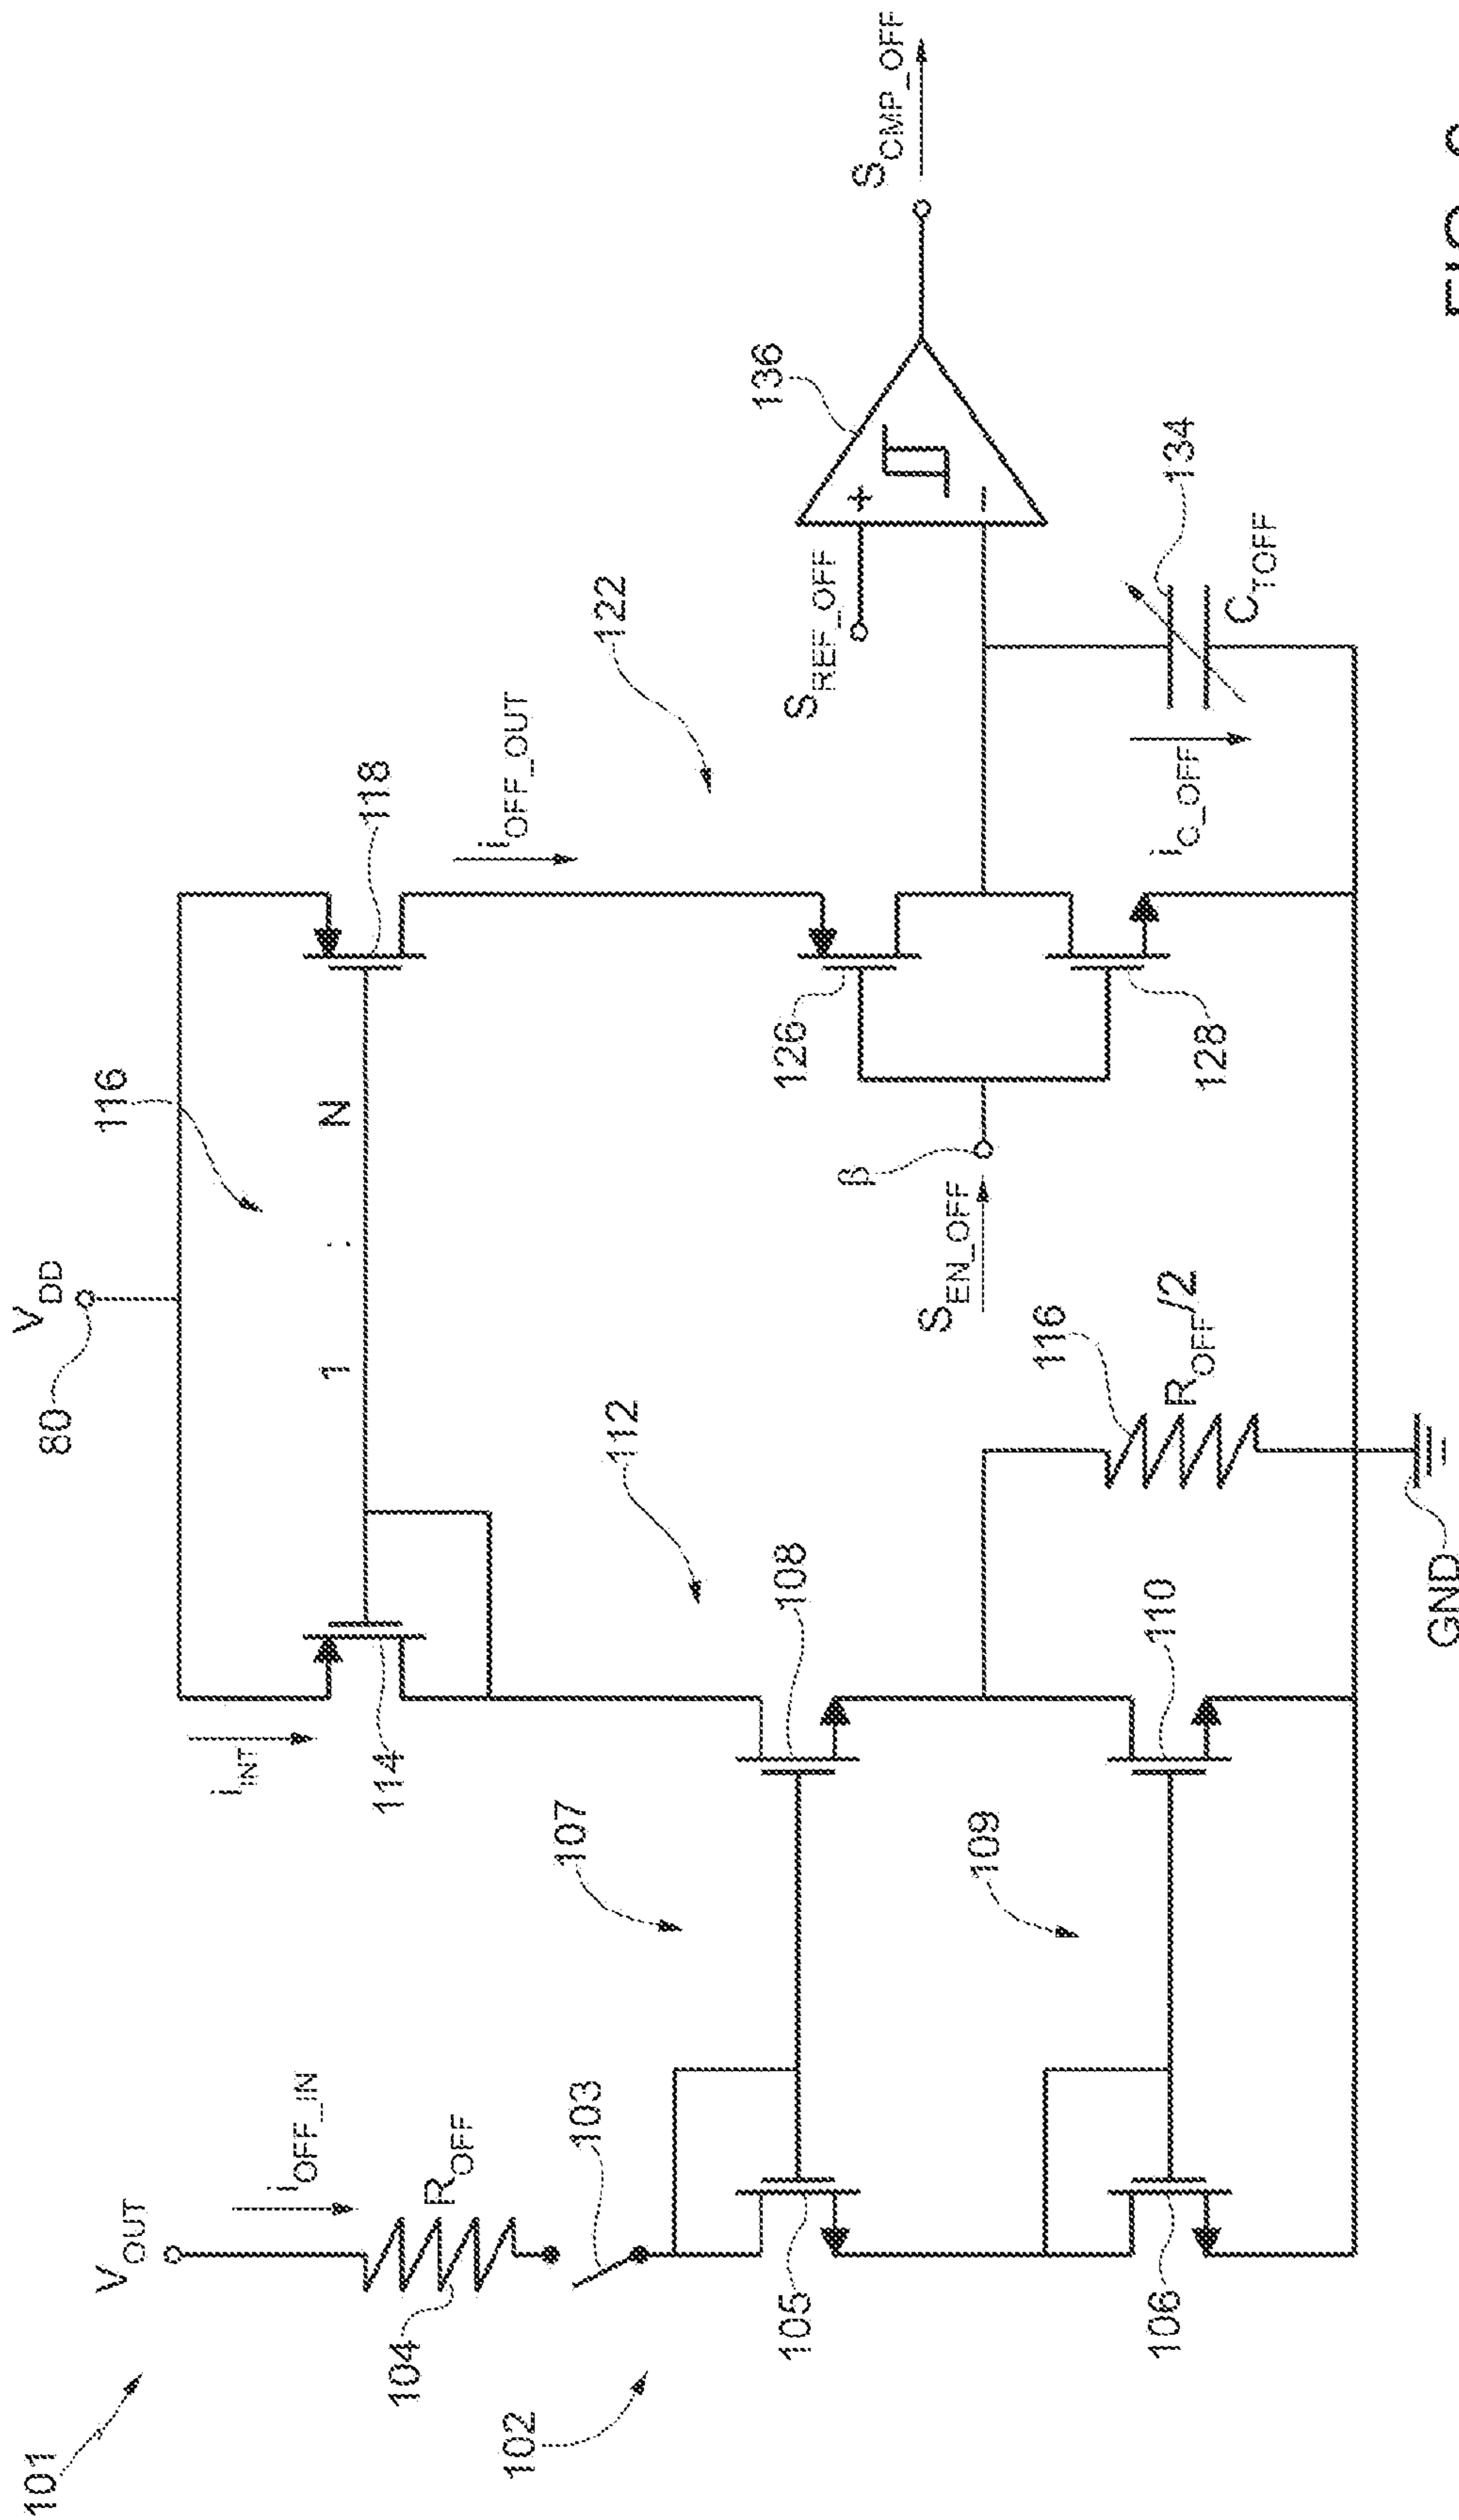 101
V_OUT
i_OFF_IN
104
R_OFF
102
103
105
106
107
109
i_INT
114
108
110
112
80
V_DD
116
1 : N
118
i_OFF_OUT
122
116
R_OFF/2
GND
S_EN_OFF
β
126
128
S_REF_OFF
+
-
136
S_CMP_OFF
i_C_OFF
134
C_TOFF